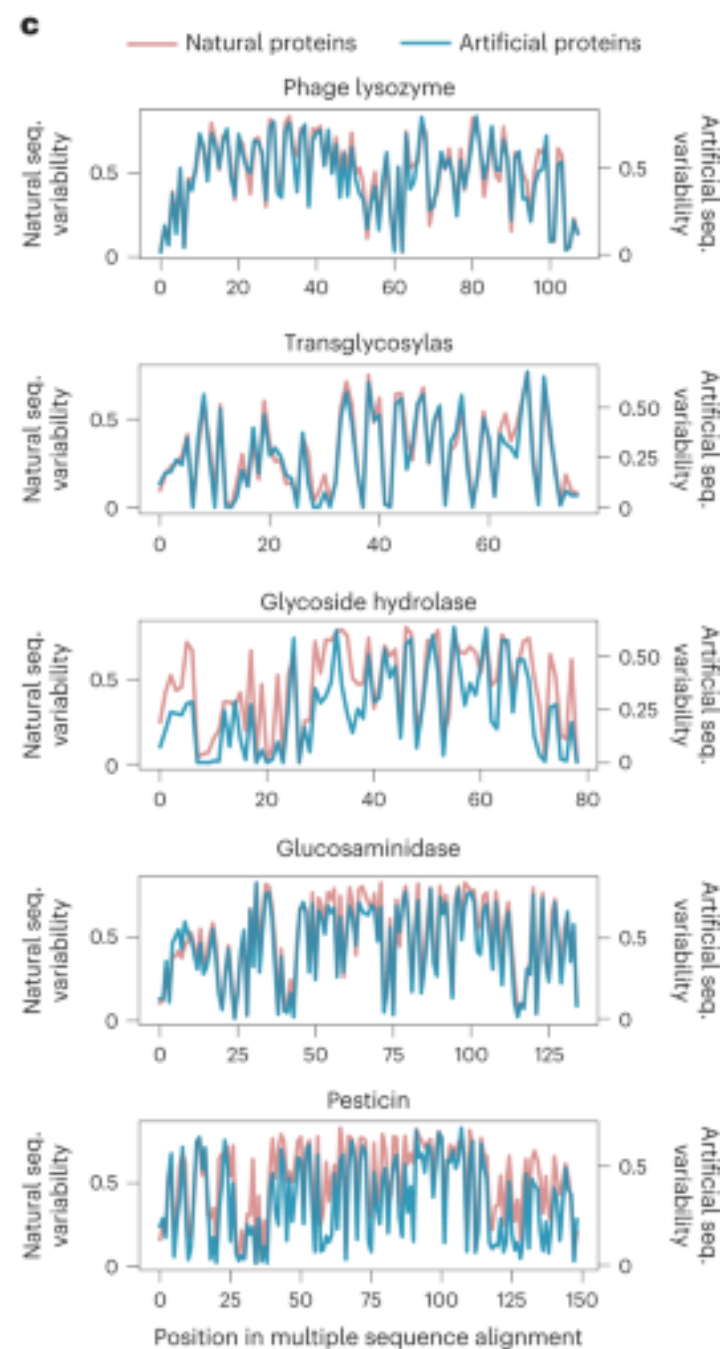 c
Natural proteins Artificial proteins
Phage lysozyme
Natural seq.
variability
0.5
0
0.5
0
Artificial seq.
variability
0 20 40 60 80 100
Transglycosylas
Natural seq.
variability
0.5
0
0.50
0.25
0
Artificial seq.
variability
0 20 40 60
Glycoside hydrolase
Natural seq.
variability
0.5
0
0.50
0.25
0
Artificial seq.
variability
0 20 40 60 80
Glucosaminidase
Natural seq.
variability
0.5
0
0.5
0
Artificial seq.
variability
0 25 50 75 100 125
Pesticin
Natural seq.
variability
0.5
0
0.5
0
Artificial seq.
variability
0 25 50 75 100 125 150
Position in multiple sequence alignment